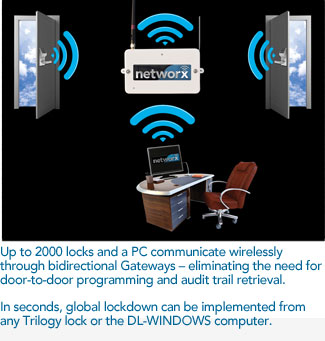 networx
networx
Up to 2000 locks and a PC communicate wirelessly
through bidirectional Gateways – eliminating the need for
door-to-door programming and audit trail retrieval.
In seconds, global lockdown can be implemented from
any Trilogy lock or the DL-WINDOWS computer.